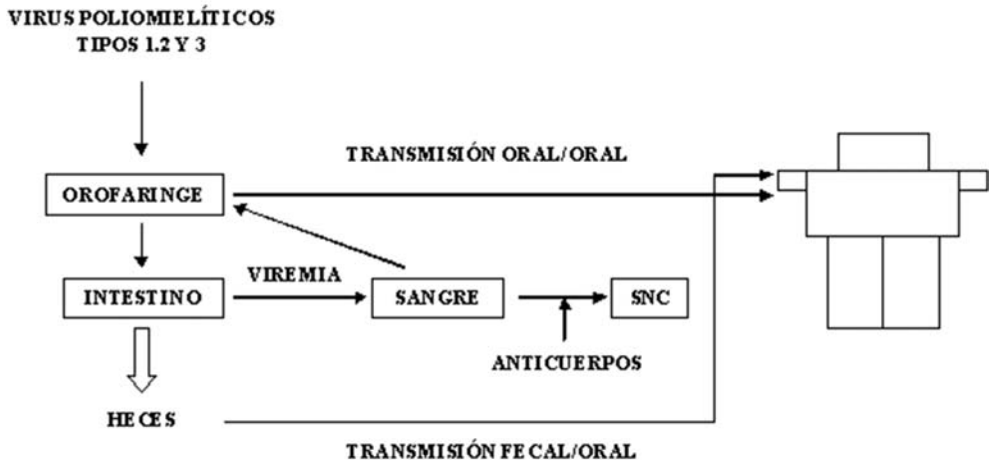 VIRUS POLIOMIELÍTICOS
TIPOS 1.2 Y 3
TRANSMISIÓN ORAL/ORAL
OROFARINGE
VIREMIA
INTESTINO
SANGRE
SNC
ANTICUERPOS
HECES
TRANSMISIÓN FECAL/ORAL